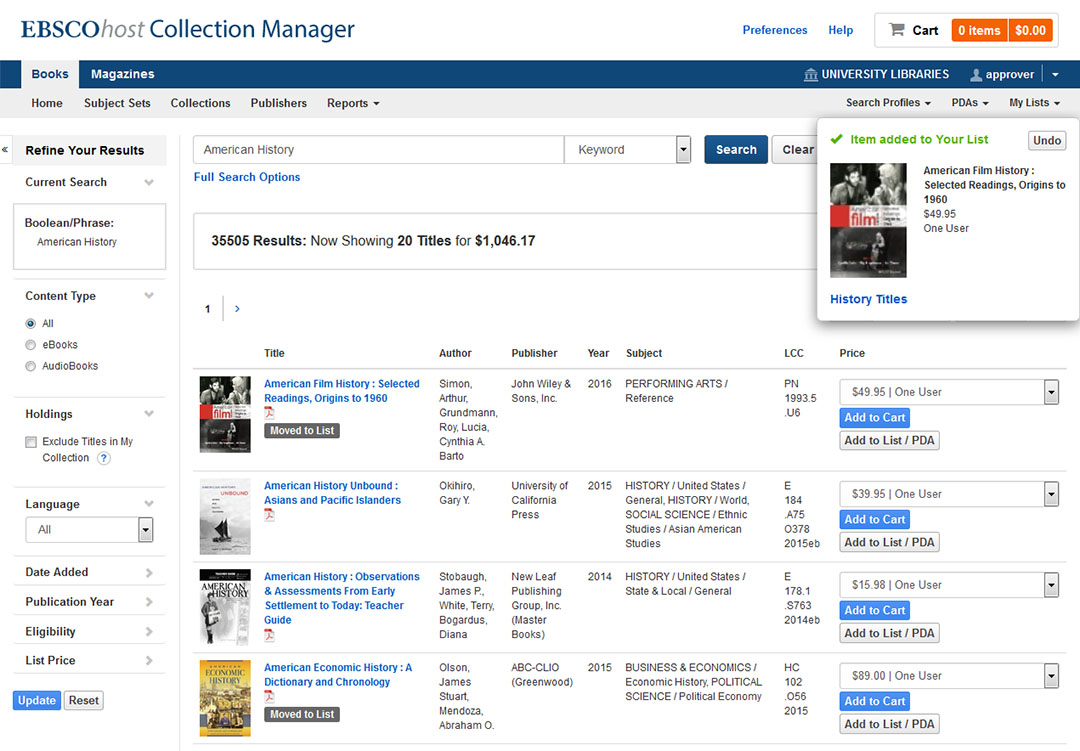 EBSCOhost Collection Manager
Preferences Help Cart 0 items $0.00
Books Magazines UNIVERSITY LIBRARIES approver
Home Subject Sets Collections Publishers Reports Search Profiles PDAs My Lists
« Refine Your Results
Current Search
Boolean/Phrase:
American History
Content Type
All
eBooks
AudioBooks
Holdings
Exclude Titles in My
Collection ?
Language
All
Date Added
Publication Year
Eligibility
List Price
Update Reset
American History Keyword Search Clear
Full Search Options
35505 Results: Now Showing 20 Titles for $1,046.17
1 >
Item added to Your List Undo
American Film History :
Selected Readings, Origins to
1960
$49.95
One User
History Titles
Title Author Publisher Year Subject LCC Price
American Film History : Selected
Readings, Origins to 1960
Moved to List
Simon,
Arthur,
Grundmann,
Roy, Lucia,
Cynthia A.
Barto
John Wiley &
Sons, Inc.
2016
PERFORMING ARTS /
Reference
PN
1993.5
.U6
$49.95 | One User
Add to Cart
Add to List / PDA
American History Unbound :
Asians and Pacific Islanders
Okihiro,
Gary Y.
University of
California
Press
2015
HISTORY / United States /
General, HISTORY / World,
SOCIAL SCIENCE / Ethnic
Studies / Asian American
Studies
E
184
.A75
O378
2015eb
$39.95 | One User
Add to Cart
Add to List / PDA
American History : Observations
& Assessments From Early
Settlement to Today: Teacher
Guide
Stobaugh,
James P.,
White, Terry,
Bogardus,
Diana
New Leaf
Publishing
Group, Inc.
(Master
Books)
2014
HISTORY / United States /
State & Local / General
E
178.1
.S763
2014eb
$15.98 | One User
Add to Cart
Add to List / PDA
American Economic History : A
Dictionary and Chronology
Moved to List
Olson,
James
Stuart,
Mendoza,
Abraham O.
ABC-CLIO
(Greenwood)
2015
BUSINESS & ECONOMICS /
Economic History, POLITICAL
SCIENCE / Political Economy
HC
102
.O56
2015
$89.00 | One User
Add to Cart
Add to List / PDA
film
film
UNBOUND
AMERICAN
HISTORY
ECONOMIC
HISTORY